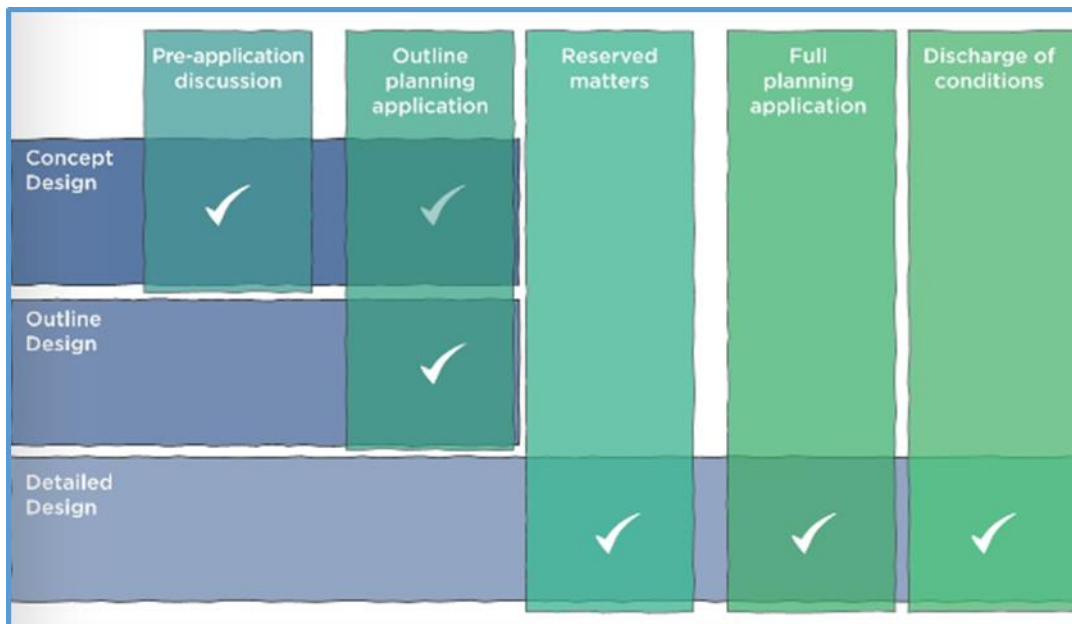 Pre-application
discussion
Outline
planning
application
Reserved
matters
Full
planning
application
Discharge of
conditions
Concept
Design
Outline
Design
Detailed
Design